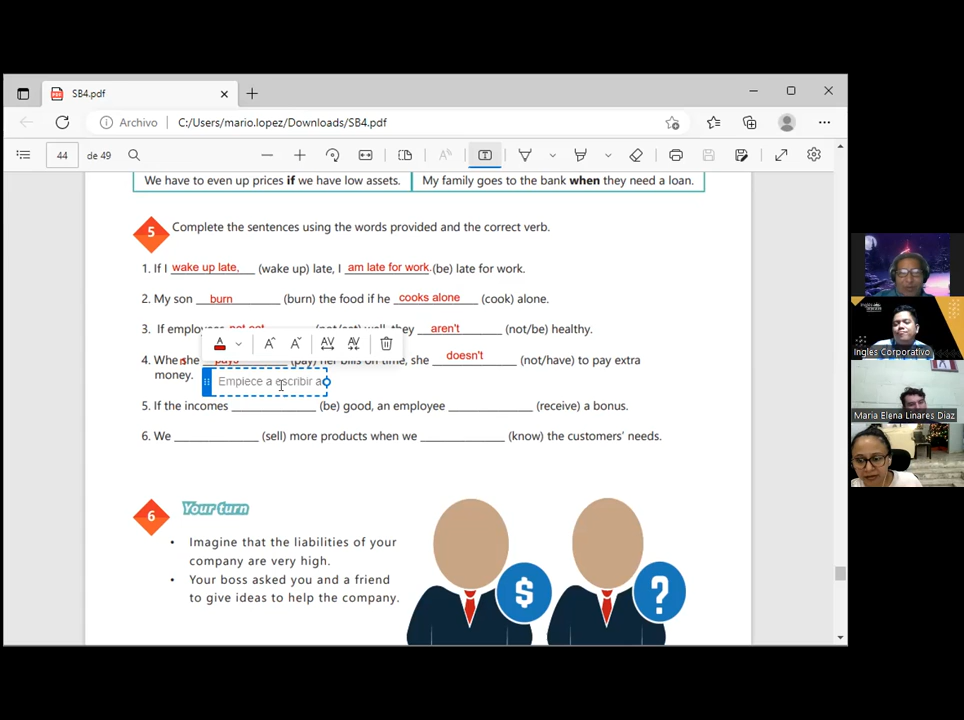 SB4.pdf
Archivo C:/Users/mario.lopez/Downloads/SB4.pdf
44 de 49
We have to even up prices if we have low assets. My family goes to the bank when they need a loan.
5 Complete the sentences using the words provided and the correct verb.
1. If I wake up late, (wake up) late, I am late for work. (be) late for work.
2. My son burn (burn) the food if he cooks alone (cook) alone.
3. If they aren't (not/be) healthy.
4. she pays (pay) her bills on time, she doesn't (not/have) to pay extra
money.
Empiece a escribir a
5. If the incomes ____________ (be) good, an employee ____________ (receive) a bonus.
6. We ____________ (sell) more products when we ____________ (know) the customers' needs.
6 Your turn
• Imagine that the liabilities of your
company are very high.
• Your boss asked you and a friend
to give ideas to help the company.
$ ?
Ingles Corporativo
Maria Elena Linares Diaz